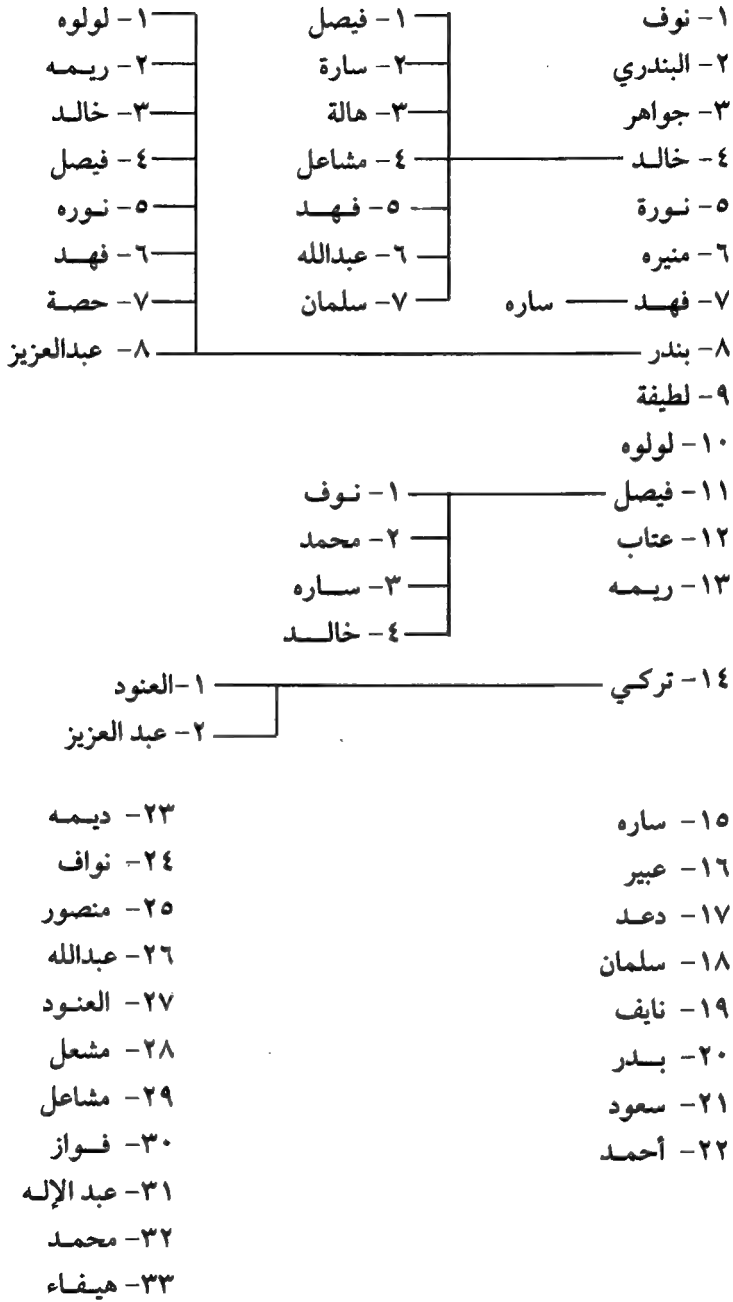 ١- نوف ١- فيصل ١- لولوه
٢- البندري ٢- سارة ٢- ريمه
٣- جواهر ٣- هالة ٣- خالد
٤- خالد ٤- مشاعل ٤- فيصل
٥- نورة ٥- فهد ٥- نوره
٦- منيره ٦- عبدالله ٦- فهد
٧- فهد ساره ٧- سلمان ٧- حصة
٨- بندر ٨- عبدالعزيز
٩- لطيفة
١٠- لولوه
١١- فيصل ١- نوف
١٢- عتاب ٢- محمد
١٣- ريمه ٣- ساره
٤- خالد
١٤- تركي ١- العنود
٢- عبد العزيز
١٥- ساره ٢٣- ديمه
١٦- عبير ٢٤- نواف
١٧- دعد ٢٥- منصور
١٨- سلمان ٢٦- عبدالله
١٩- نايف ٢٧- العنود
٢٠- بدر ٢٨- مشعل
٢١- سعود ٢٩- مشاعل
٢٢- أحمد ٣٠- فواز
٣١- عبد الإله
٣٢- محمد
٣٣- هيفاء